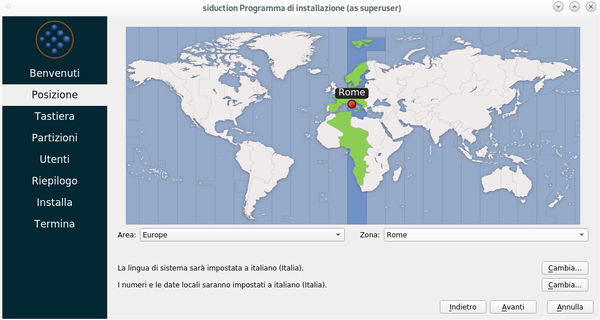 siduction Programma di installazione (as superuser)
Benvenuti
Posizione
Tastiera
Partizioni
Utenti
Riepilogo
Installa
Termina
Rome
Area: Europe
Zona: Rome
La lingua di sistema sarà impostata a italiano (Italia).
Cambia...
I numeri e le date locali saranno impostati a italiano (Italia).
Cambia...
Indietro
Avanti
Annulla